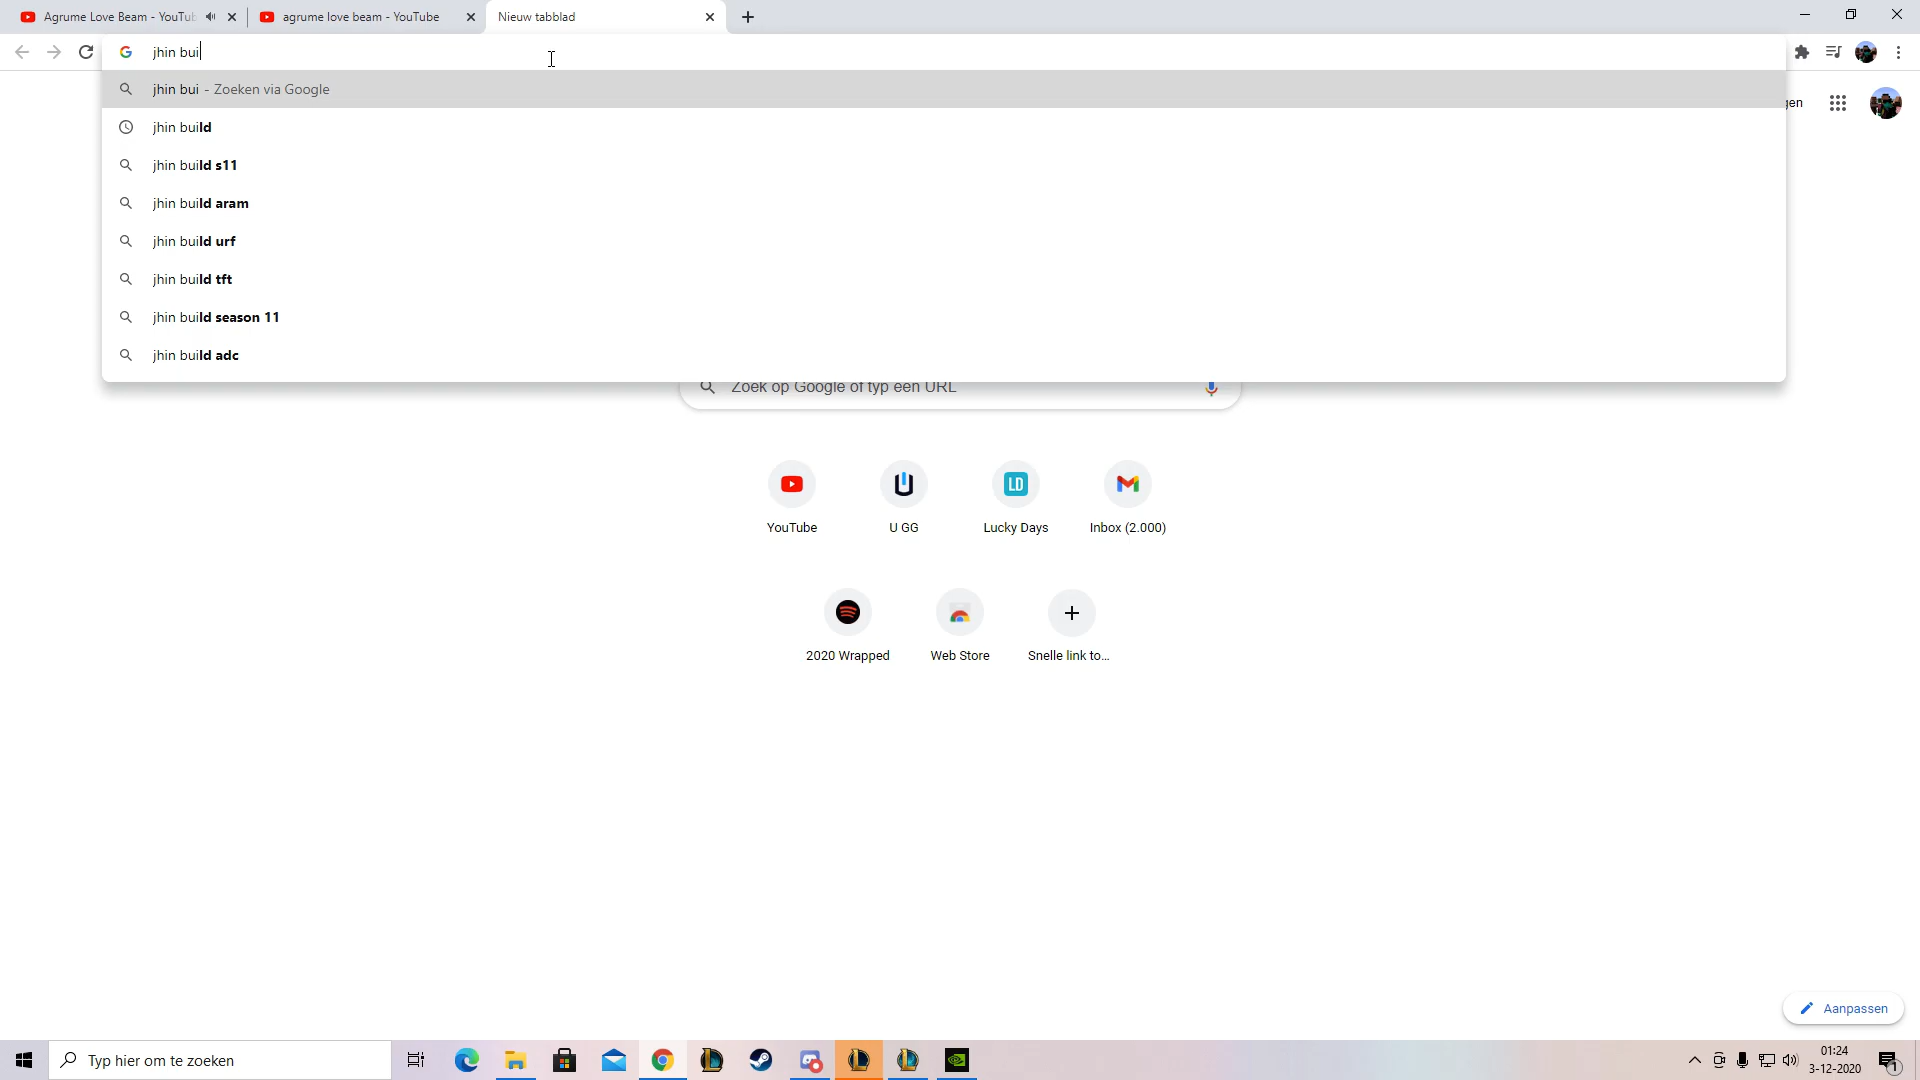 Agrume Love Beam - YouTub
agrume love beam - YouTube
Nieuw tabblad
jhin bui
jhin bui - Zoeken via Google
jhin build
jhin build s11
jhin build aram
jhin build urf
jhin build tft
jhin build season 11
jhin build adc
gen
Zoek op Google of typ een URL
LD
YouTube
U GG
Lucky Days
Inbox (2.000)
2020 Wrapped
Web Store
Snelle link to...
Aanpassen
Typ hier om te zoeken
01:24
3-12-2020
1